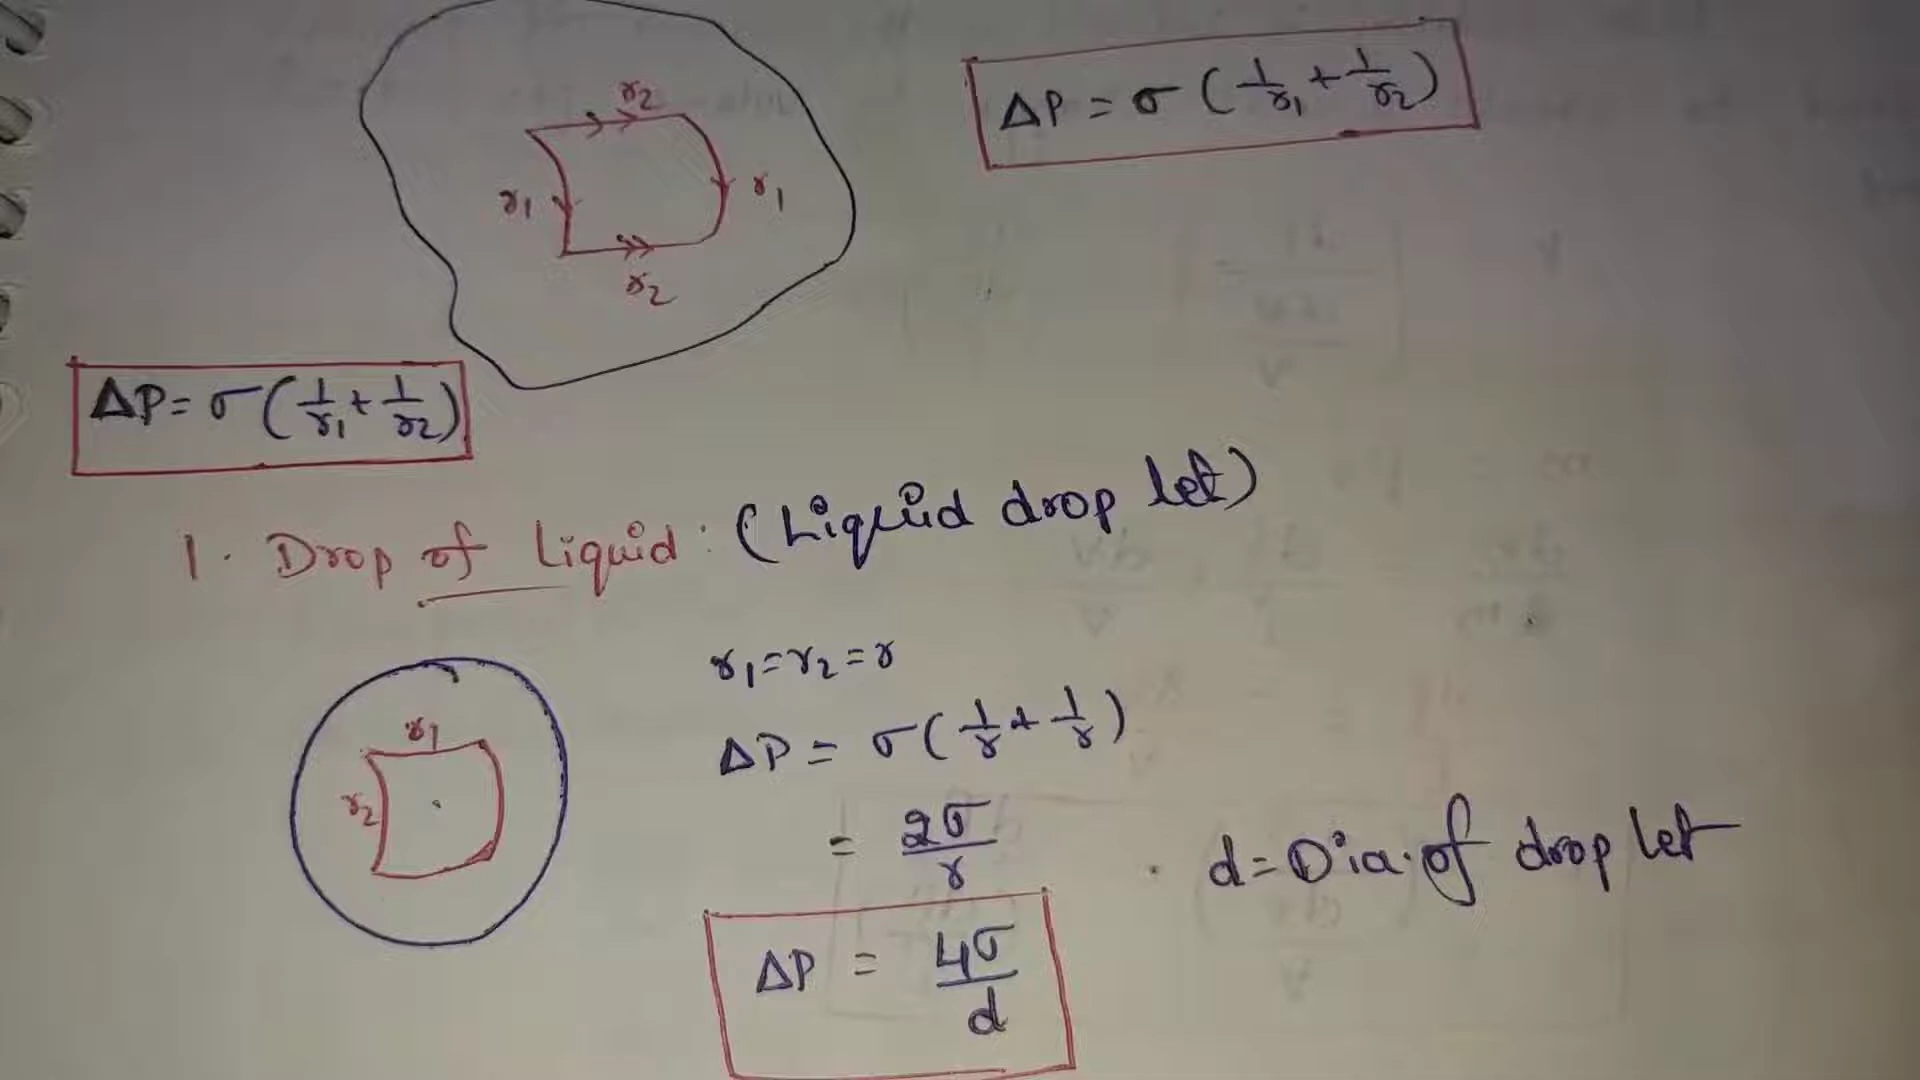 r2
ΔP = σ (1/r1 + 1/r2)
r1
r1
r2
ΔP = σ (1/r1 + 1/r2)
1. Drop of Liquid: (Liquid drop let)
r1 = r2 = r
r1
ΔP = σ (1/r + 1/r)
r2
= 2σ/r
d = Dia. of drop let
ΔP = 4σ/d